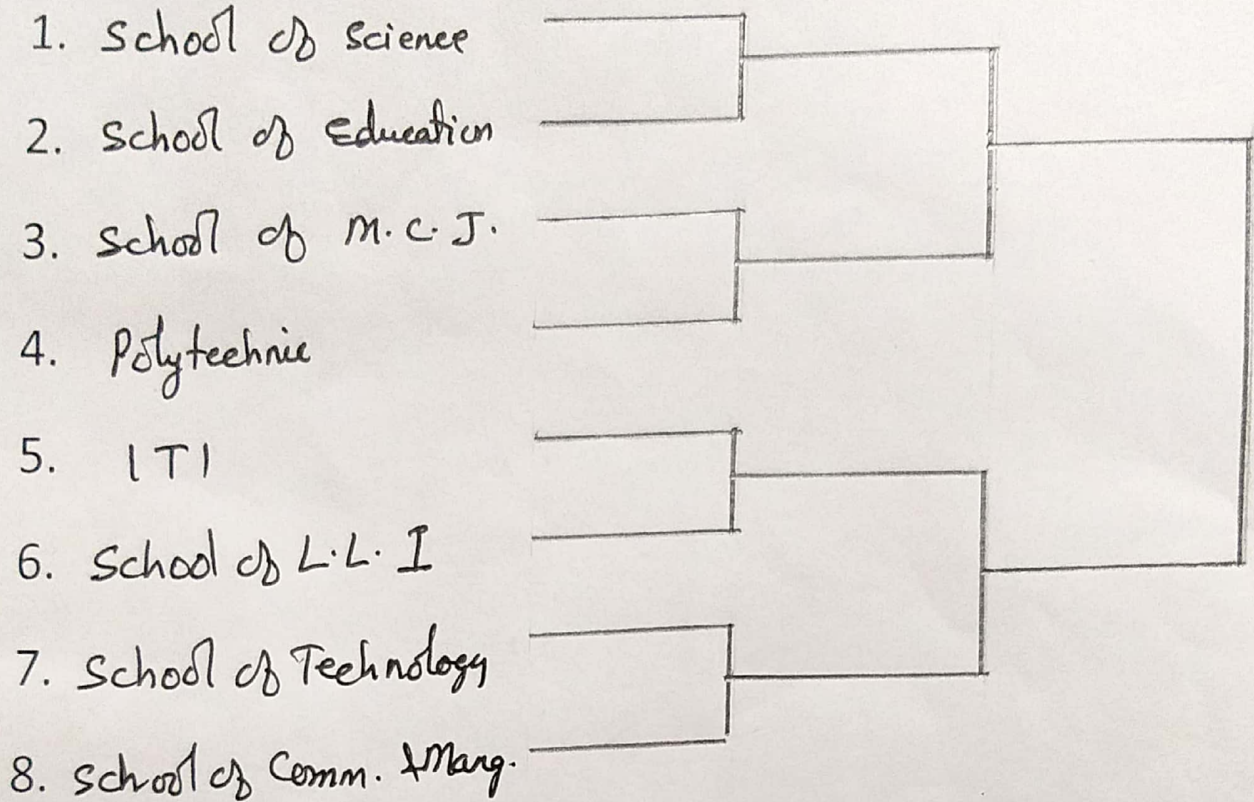 1. School of Science
2. School of Education
3. School of M.C.J.
4. Polytechnic
5. ITI
6. School of L.L.I
7. School of Technology
8. School of Comm. & Mang.